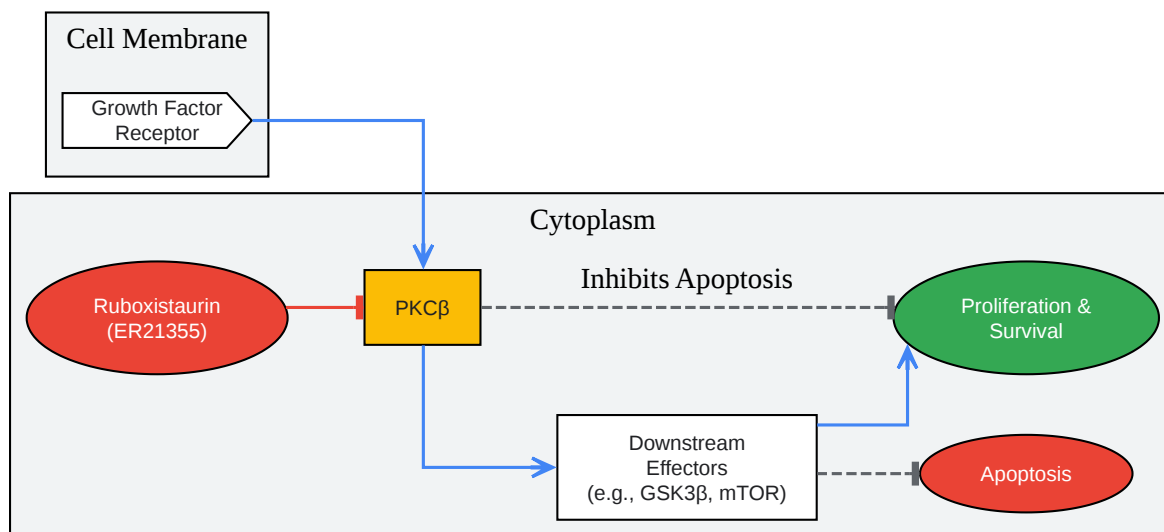 Cell Membrane
Growth Factor
Receptor
Cytoplasm
Inhibits Apoptosis
Ruboxistaurin
(ER21355)
PKCβ
Proliferation &
Survival
Downstream
Effectors
(e.g., GSK3β, mTOR)
Apoptosis